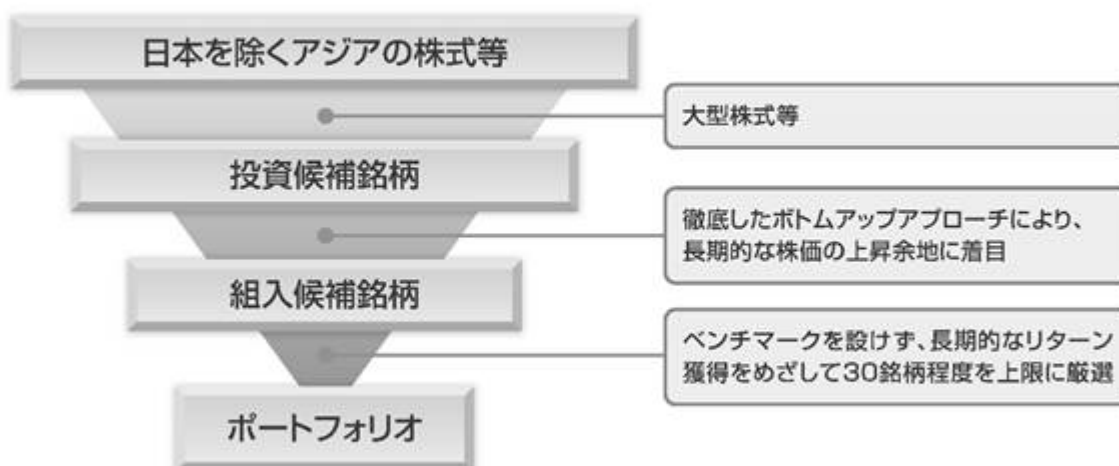 日本を除くアジアの株式等
大型株式等
投資候補銘柄
徹底したボトムアップアプローチにより、
長期的な株価の上昇余地に着目
組入候補銘柄
ベンチマークを設けず、長期的なリターン
獲得をめざして30銘柄程度を上限に厳選
ポートフォリオ